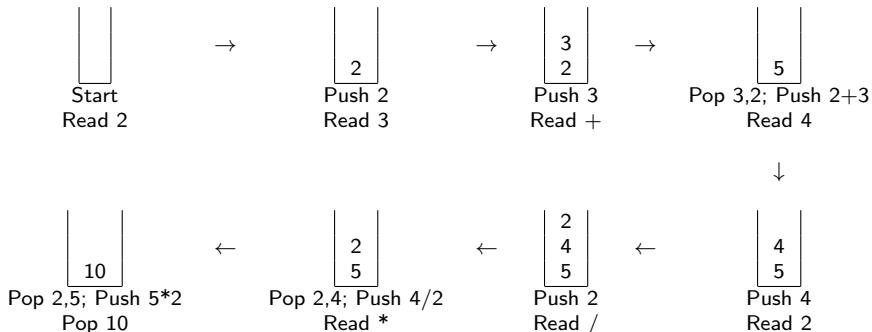 → → 3 →
2 2 5
Start Push 2 Push 3 Pop 3,2; Push 2+3
Read 2 Read 3 Read + Read 4
↓
2
← 2 ← 4 ← 4
10 5 5 5
Pop 2,5; Push 5*2 Pop 2,4; Push 4/2 Push 2 Push 4
Pop 10 Read * Read / Read 2